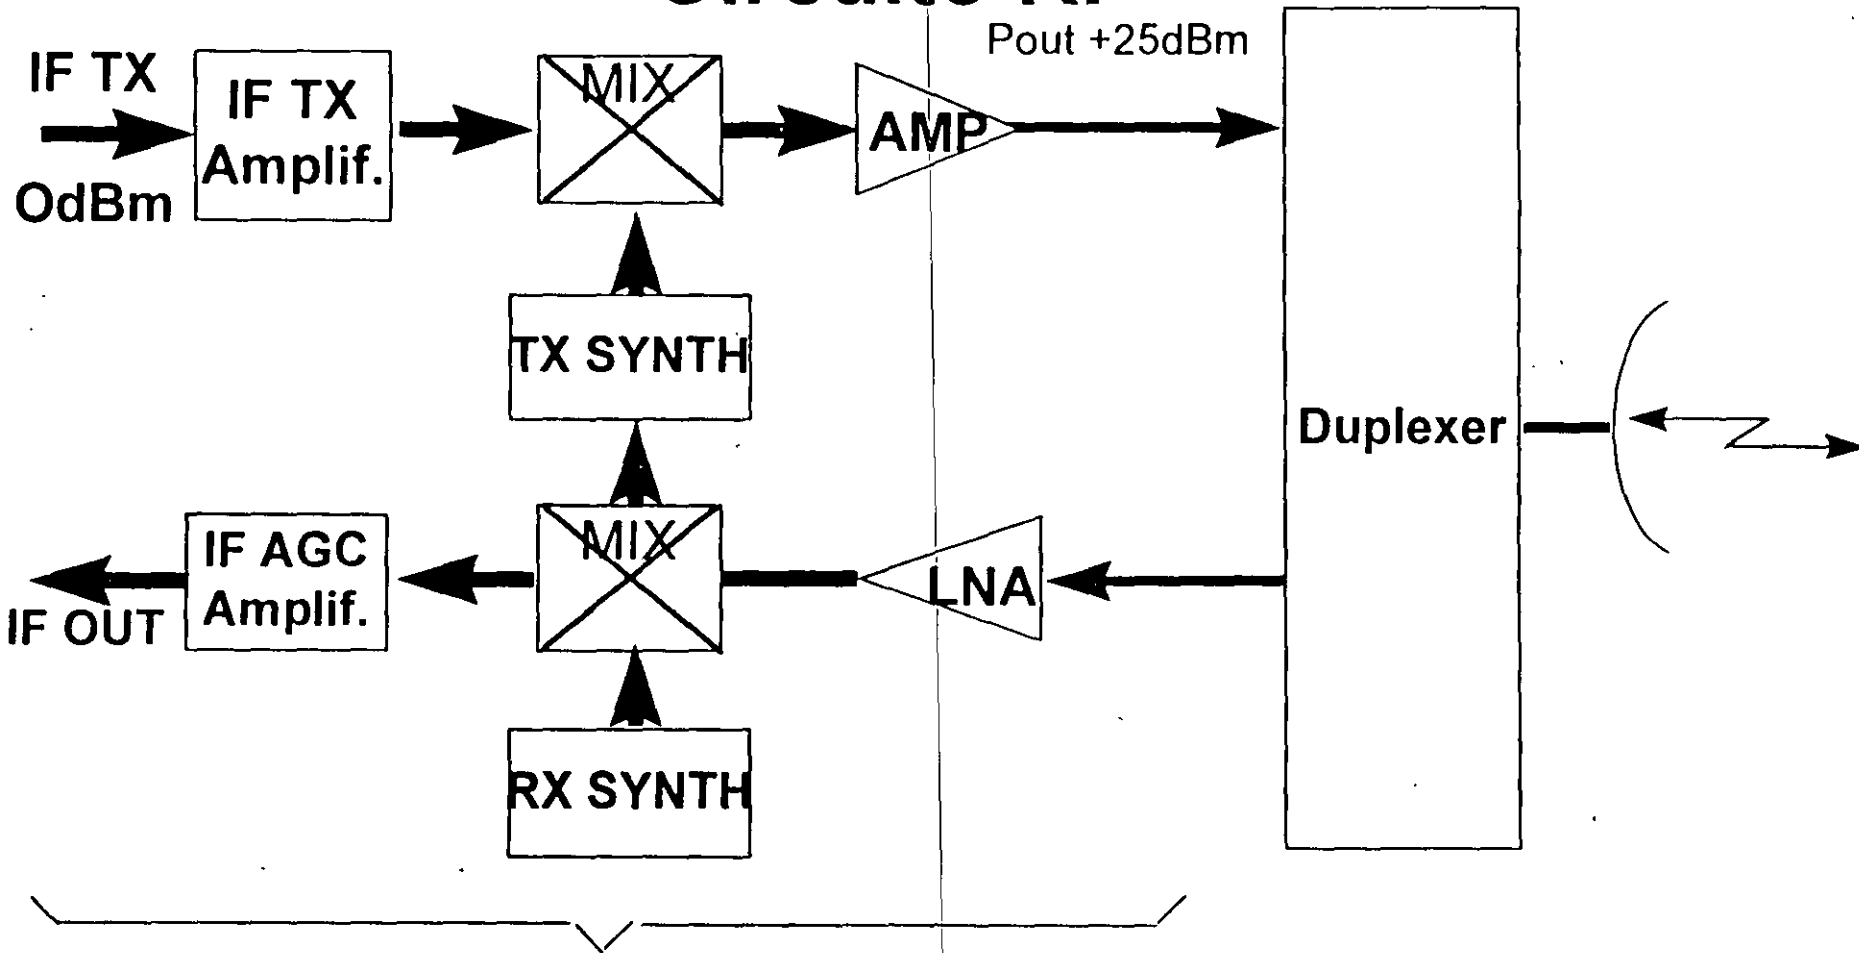 Pout +25dBm
IF TX
OdBm
IF TX
Amplif.
MIX
AMP
TX SYNTH
Duplexer
MIX
IF AGC
Amplif.
LNA
IF OUT
RX SYNTH